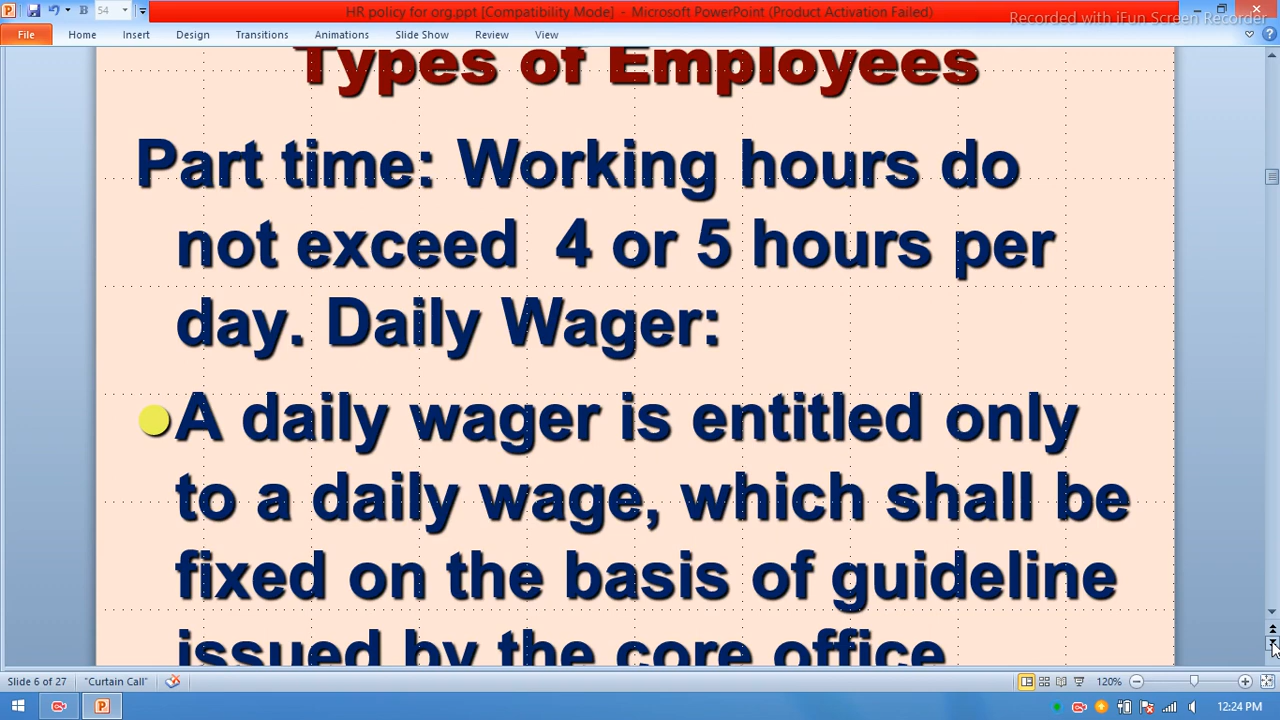 HR policy for org.ppt [Compatibility Mode] - Microsoft PowerPoint (Product Activation Failed)
Recorded with iFun Screen Recorder
File Home Insert Design Transitions Animations Slide Show Review View
54
Types of Employees
Part time: Working hours do
not exceed 4 or 5 hours per
day. Daily Wager:
A daily wager is entitled only
to a daily wage, which shall be
fixed on the basis of guideline
issued by the core office
Slide 6 of 27 "Curtain Call" 120%
12:24 PM